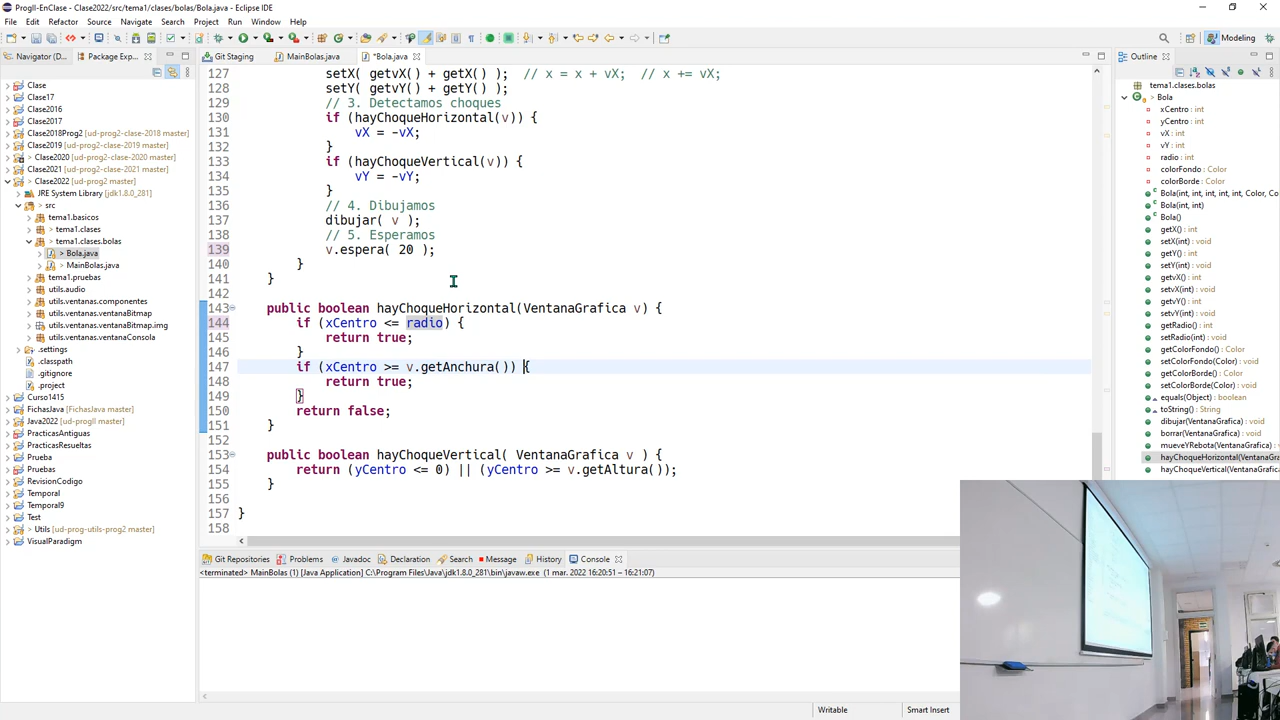 ProgII-EnClase - Clase2022/src/tema1/clases/bolas/Bola.java - Eclipse IDE
File Edit Refactor Source Navigate Search Project Run Window Help
Modeling
Navigator (D... Package Exp...
Git Staging MainBolas.java *Bola.java
Outline
Clase
Clase17
Clase2016
Clase2017
Clase2018Prog2 [ud-prog2-clase-2018 master]
Clase2019 [ud-prog2-clase-2019 master]
> Clase2020 [ud-prog2-clase-2020 master]
Clase2021 [ud-prog2-clase-2021 master]
> Clase2022 [ud-prog2 master]
JRE System Library [jdk1.8.0_281]
> src
tema1.basicos
> tema1.clases
> tema1.clases.bolas
> Bola.java
> MainBolas.java
tema1.pruebas
utils.audio
utils.ventanas.componentes
utils.ventanas.ventanaBitmap
utils.ventanas.ventanaBitmap.img
utils.ventanas.ventanaConsola
.settings
.classpath
.gitignore
.project
Curso1415
FichasJava [FichasJava master]
Java2022 [ud-progII master]
PracticasAntiguas
PracticasResueltas
Prueba
Pruebas
RevisionCodigo
Temporal
Temporal9
Test
> Utils [ud-prog-utils-prog2 master]
VisualParadigm
127 setX( getvX() + getX() ); // x = x + vX; // x += vX;
128 setY( getvY() + getY() );
129 // 3. Detectamos choques
130 if (hayChoqueHorizontal(v)) {
131 vX = -vX;
132 }
133 if (hayChoqueVertical(v)) {
134 vY = -vY;
135 }
136 // 4. Dibujamos
137 dibujar( v );
138 // 5. Esperamos
139 v.espera( 20 );
140 }
141 }
142
143 public boolean hayChoqueHorizontal(VentanaGrafica v) {
144 if (xCentro <= radio) {
145 return true;
146 }
147 if (xCentro >= v.getAnchura()) {
148 return true;
149 }
150 return false;
151 }
152
153 public boolean hayChoqueVertical( VentanaGrafica v ) {
154 return (yCentro <= 0) || (yCentro >= v.getAltura());
155 }
156
157 }
158
tema1.clases.bolas
Bola
xCentro : int
yCentro : int
vX : int
vY : int
radio : int
colorFondo : Color
colorBorde : Color
Bola(int, int, int, int, int, Color, Co
Bola(int, int)
Bola()
getX() : int
setX(int) : void
getY() : int
setY(int) : void
getvX() : int
setvX(int) : void
getvY() : int
setvY(int) : void
getRadio() : int
setRadio(int) : void
getColorFondo() : Color
setColorFondo(Color) : void
getColorBorde() : Color
setColorBorde(Color) : void
equals(Object) : boolean
toString() : String
dibujar(VentanaGrafica) : void
borrar(VentanaGrafica) : void
mueveYRebota(VentanaGrafica) : vo
hayChoqueHorizontal(VentanaGra
hayChoqueVertical(VentanaGrafica
Git Repositories Problems Javadoc Declaration Search Message History Console
<terminated> MainBolas (1) [Java Application] C:\Program Files\Java\jdk1.8.0_281\bin\javaw.exe (1 mar. 2022 16:20:51 – 16:21:07)
Writable Smart Insert